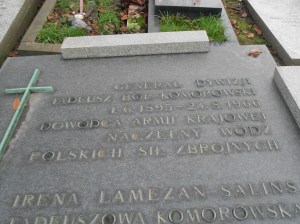 GENERAŁ DYWIZJI
TADEUSZ BÓR-KOMOROWSKI
1.6.1895-24.8.1966
DOWÓDCA ARMII KRAJOWEJ
NACZELNY WÓDZ
POLSKICH SIŁ ZBROJNYCH
IRENA LAMEZAN-SALINS
TADEUSZOWA KOMOROWSKA